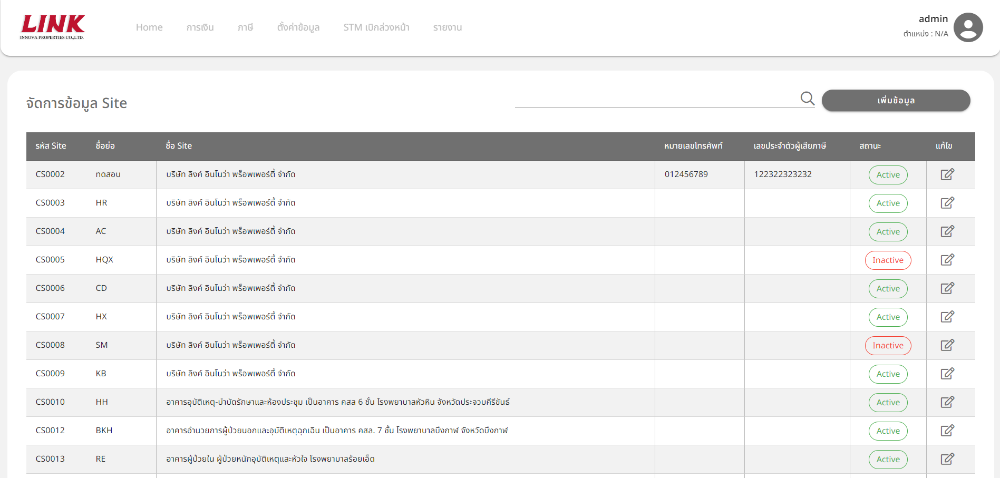 LINK
INNOVA PROPERTIES CO.,LTD.
Home การเงิน ภาษี ตั้งค่าข้อมูล STM เบิกล่วงหน้า รายงาน
admin
ตำแหน่ง : N/A
จัดการข้อมูล Site
เพิ่มข้อมูล
รหัส Site ชื่อย่อ ชื่อ Site หมายเลขโทรศัพท์ เลขประจำตัวผู้เสียภาษี สถานะ แก้ไข
CS0002 ทดสอบ บริษัท ลิงค์ อินโนว่า พร็อพเพอร์ตี้ จำกัด 012456789 122322323232 Active
CS0003 HR บริษัท ลิงค์ อินโนว่า พร็อพเพอร์ตี้ จำกัด Active
CS0004 AC บริษัท ลิงค์ อินโนว่า พร็อพเพอร์ตี้ จำกัด Active
CS0005 HQX บริษัท ลิงค์ อินโนว่า พร็อพเพอร์ตี้ จำกัด Inactive
CS0006 CD บริษัท ลิงค์ อินโนว่า พร็อพเพอร์ตี้ จำกัด Active
CS0007 HX บริษัท ลิงค์ อินโนว่า พร็อพเพอร์ตี้ จำกัด Active
CS0008 SM บริษัท ลิงค์ อินโนว่า พร็อพเพอร์ตี้ จำกัด Inactive
CS0009 KB บริษัท ลิงค์ อินโนว่า พร็อพเพอร์ตี้ จำกัด Active
CS0010 HH อาคารอุบัติเหตุ-บำบัดรักษาและห้องประชุม เป็นอาคาร คสล 6 ชั้น โรงพยาบาลหัวหิน จังหวัดประจวบคีรีขันธ์ Active
CS0012 BKH อาคารอำนวยการผู้ป่วยนอกและอุบัติเหตุฉุกเฉิน เป็นอาคาร คสล. 7 ชั้น โรงพยาบาลบึงกาฬ จังหวัดบึงกาฬ Active
CS0013 RE อาคารผู้ป่วยใน ผู้ป่วยหนักอุบัติเหตุและหัวใจ โรงพยาบาลร้อยเอ็ด Active